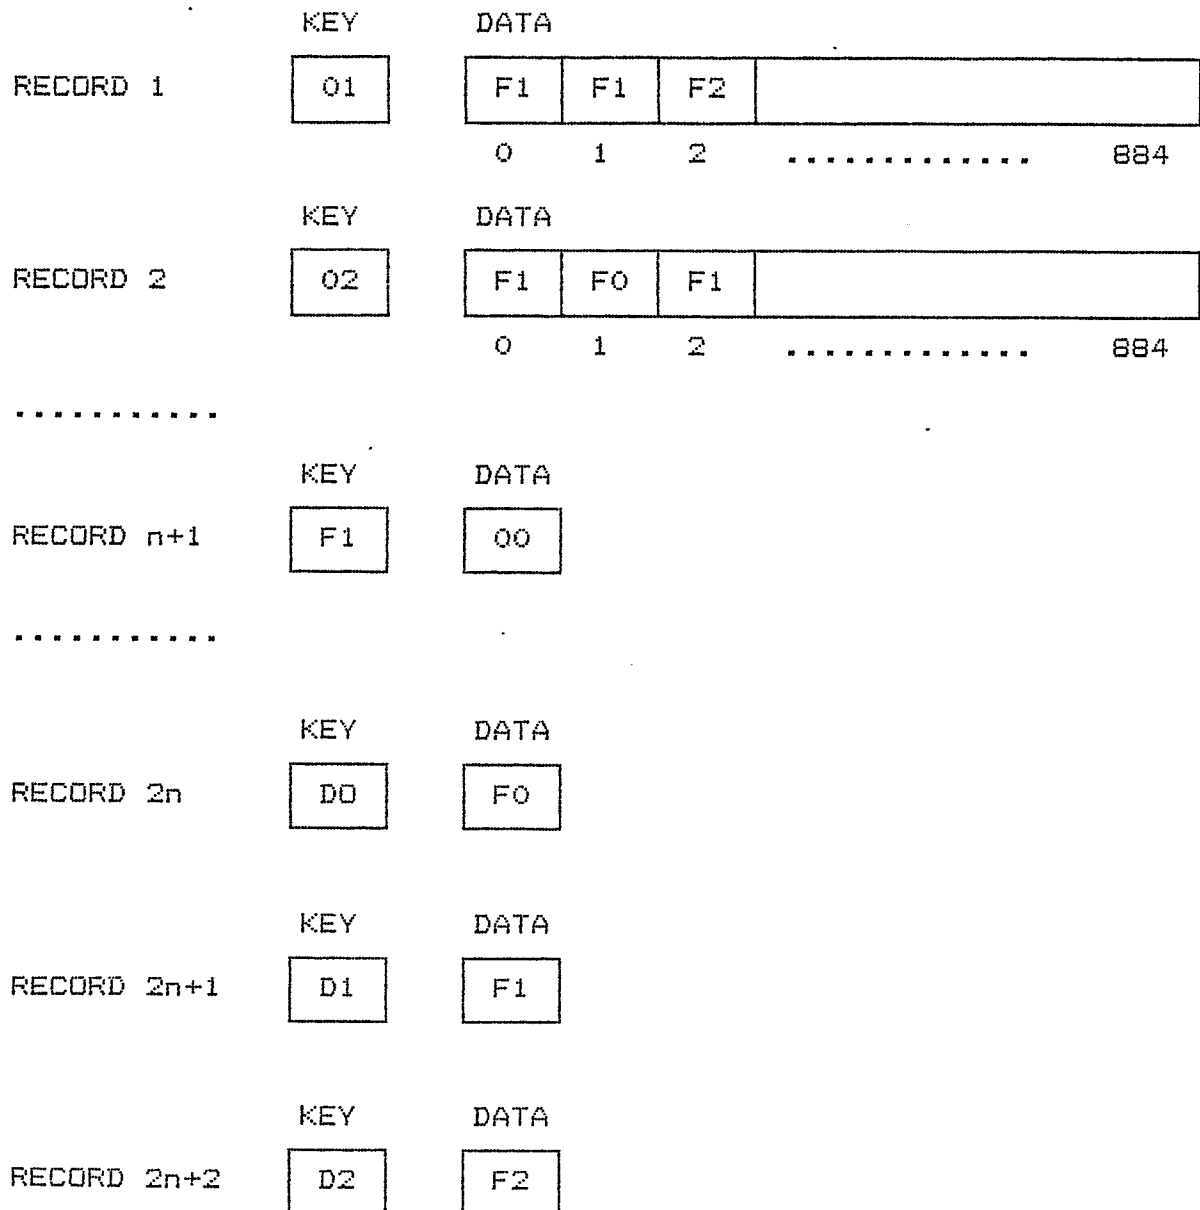 KEY DATA
RECORD 1 01 F1 F1 F2
0 1 2 ............. 884
KEY DATA
RECORD 2 02 F1 F0 F1
0 1 2 ............. 884
...........
KEY DATA
RECORD n+1 F1 00
...........
KEY DATA
RECORD 2n D0 F0
KEY DATA
RECORD 2n+1 D1 F1
KEY DATA
RECORD 2n+2 D2 F2